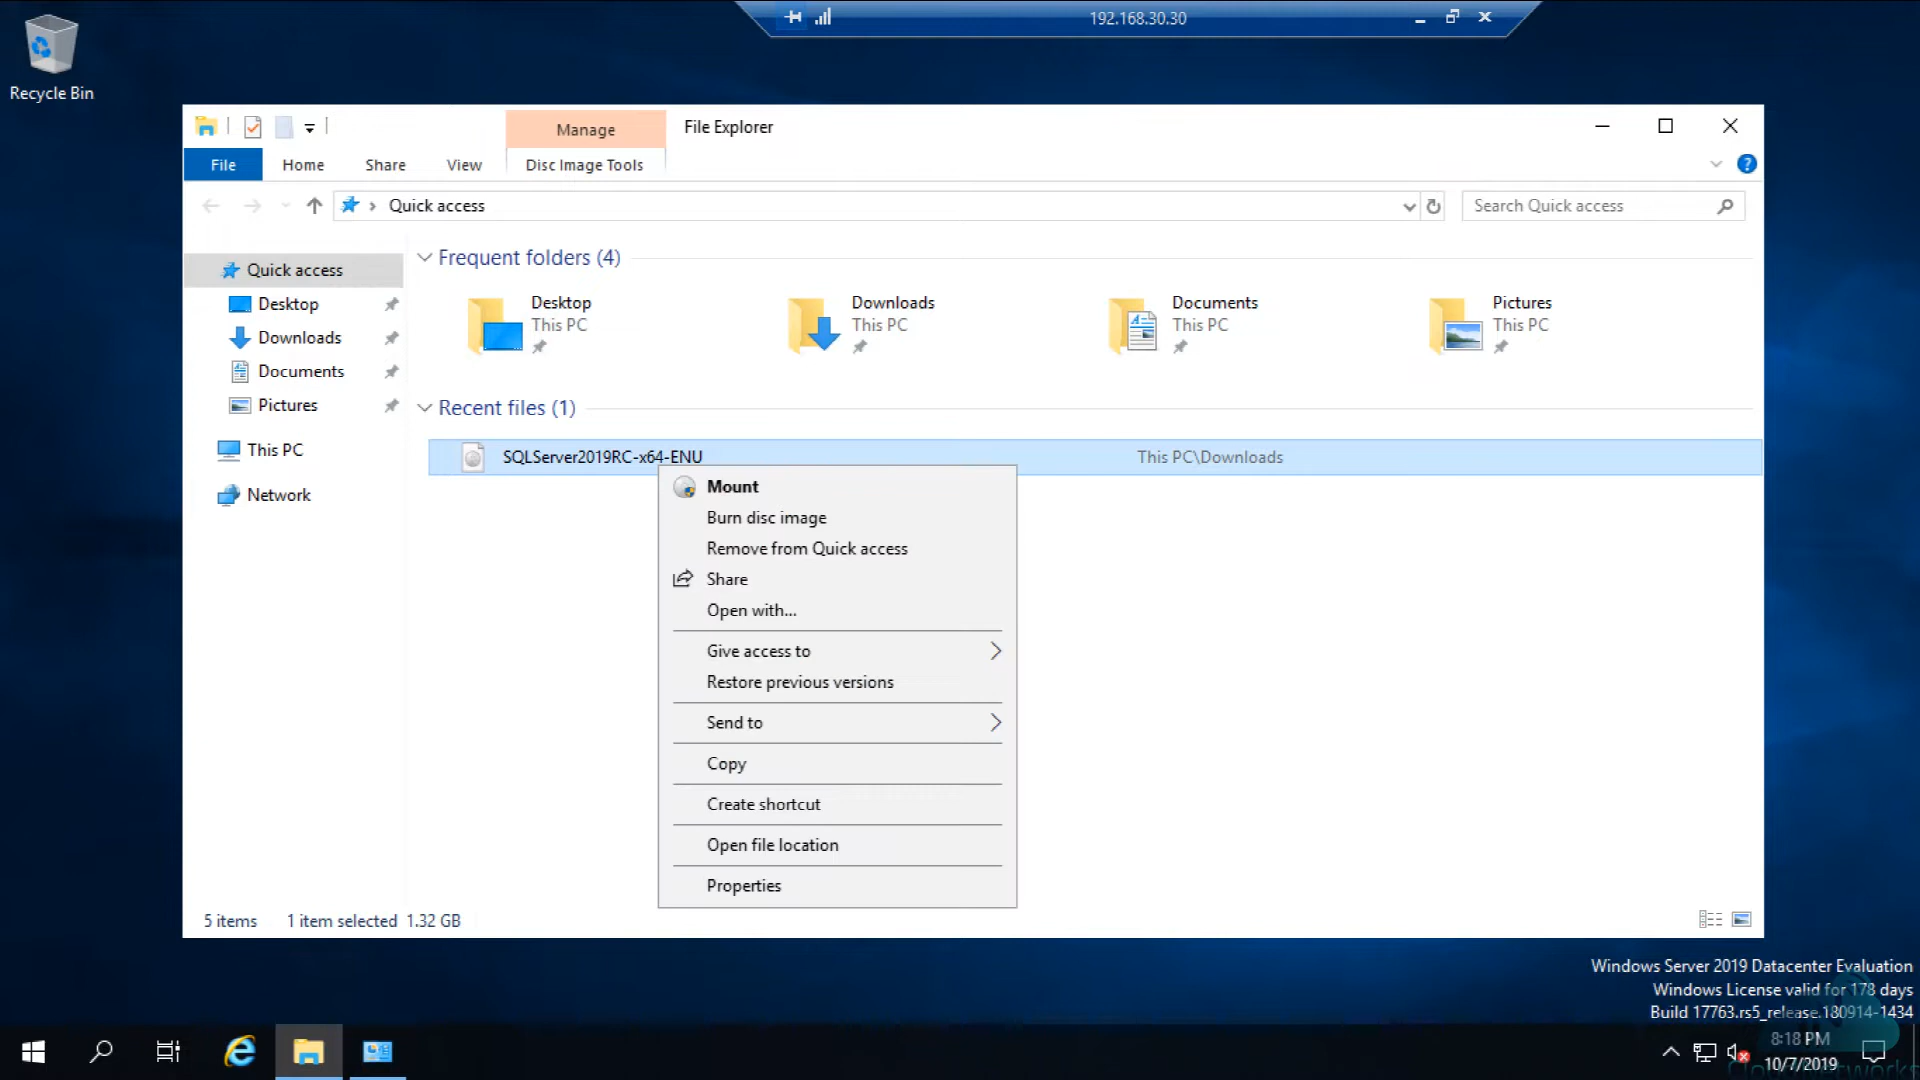 192.168.30.30
Recycle Bin
Manage
File Explorer
File
Home
Share
View
Disc Image Tools
Quick access
Search Quick access
Quick access
Desktop
Downloads
Documents
Pictures
This PC
Network
Frequent folders (4)
Desktop
This PC
Downloads
This PC
Documents
This PC
Pictures
This PC
Recent files (1)
SQLServer2019RC-x64-ENU
This PC\Downloads
Mount
Burn disc image
Remove from Quick access
Share
Open with...
Give access to
Restore previous versions
Send to
Copy
Create shortcut
Open file location
Properties
5 items
1 item selected 1.32 GB
Windows Server 2019 Datacenter Evaluation
Windows License valid for 178 days
Build 17763.rs5_release.180914-1434
8:18 PM
10/7/2019